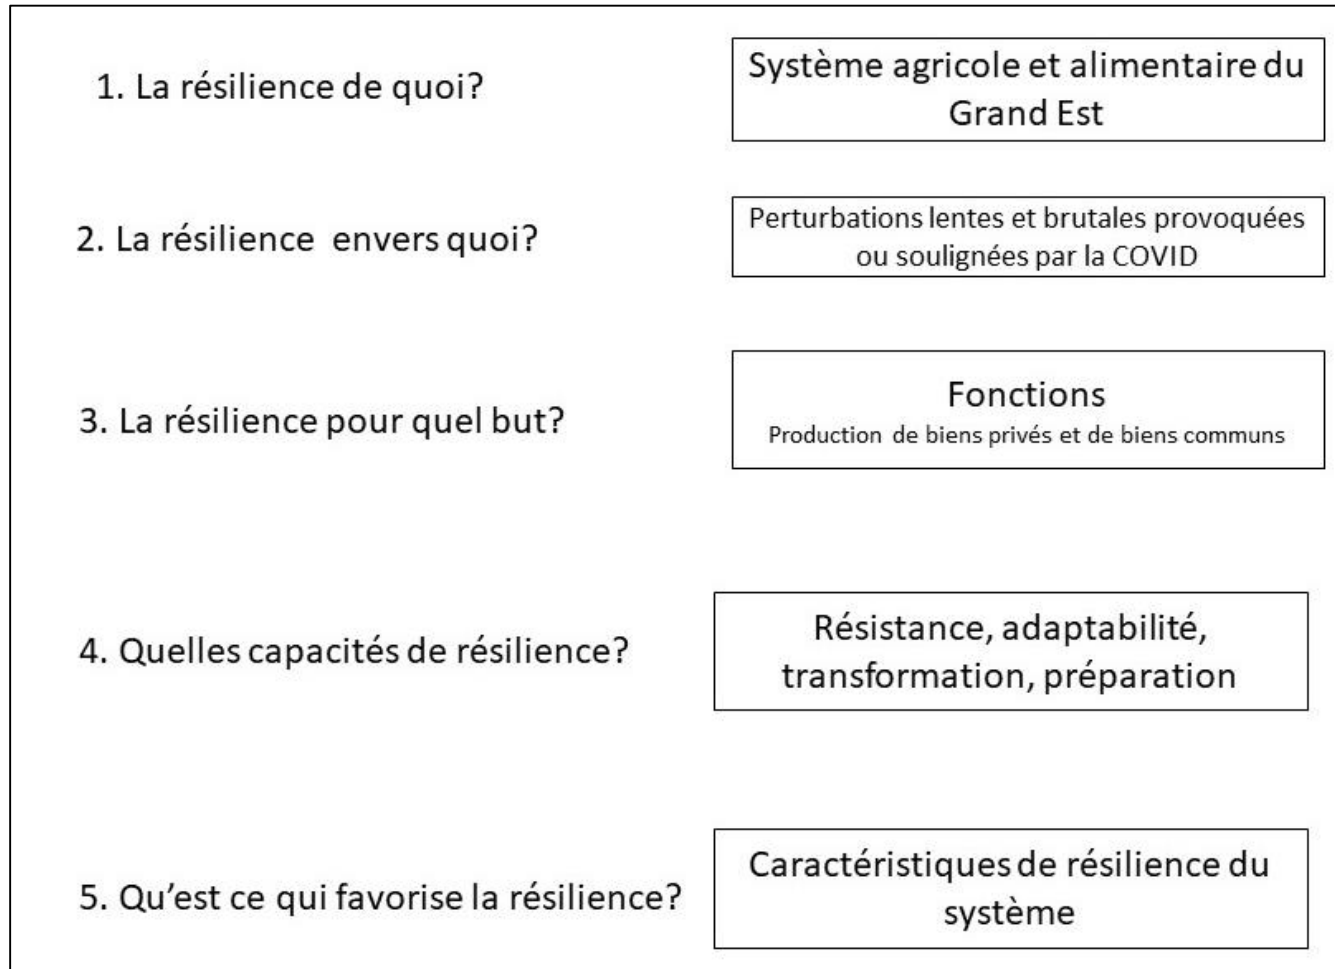 1. La résilience de quoi?
Système agricole et alimentaire du
Grand Est
2. La résilience envers quoi?
Perturbations lentes et brutales provoquées
ou soulignées par la COVID
3. La résilience pour quel but?
Fonctions
Production de biens privés et de biens communs
4. Quelles capacités de résilience?
Résistance, adaptabilité,
transformation, préparation
5. Qu’est ce qui favorise la résilience?
Caractéristiques de résilience du
système